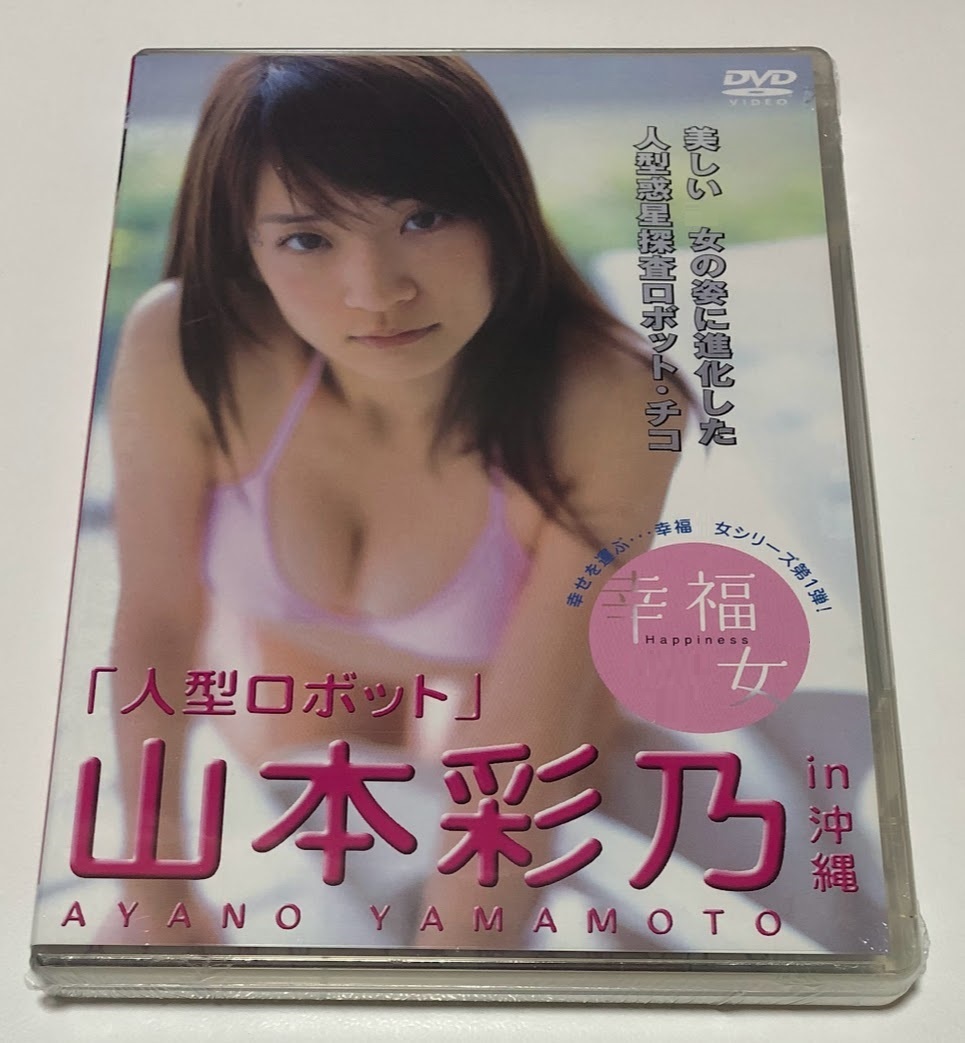 DVD
VIDEO
美しい 女の姿に進化した
人型惑星探査ロボット・チコ
幸せを運ぶ・・・幸福 女シリーズ第1弾!
幸福
Happiness
女
「人型ロボット」
山本彩乃
in沖縄
AYANO YAMAMOTO